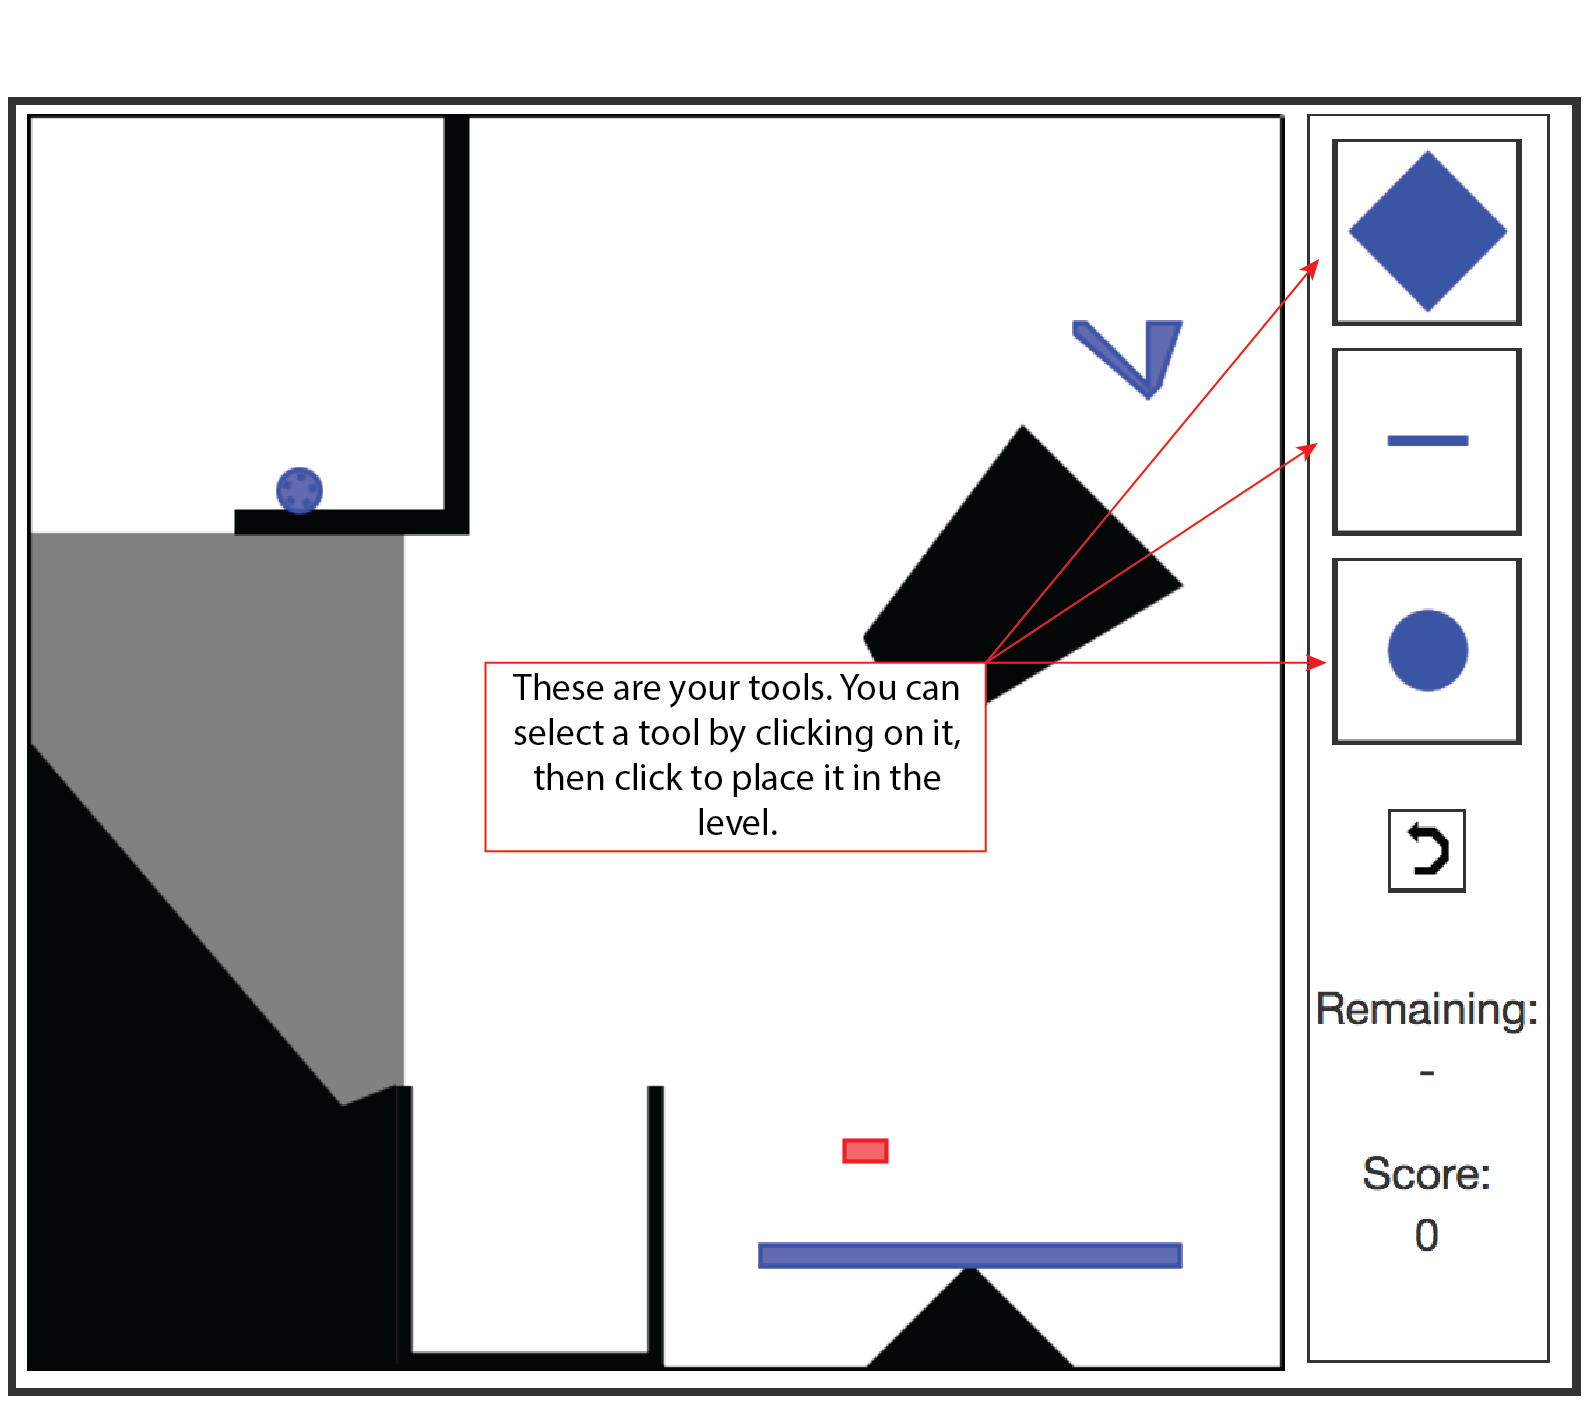 These are your tools. You can
select a tool by clicking on it,
then click to place it in the
level.
Remaining:
-
Score:
0